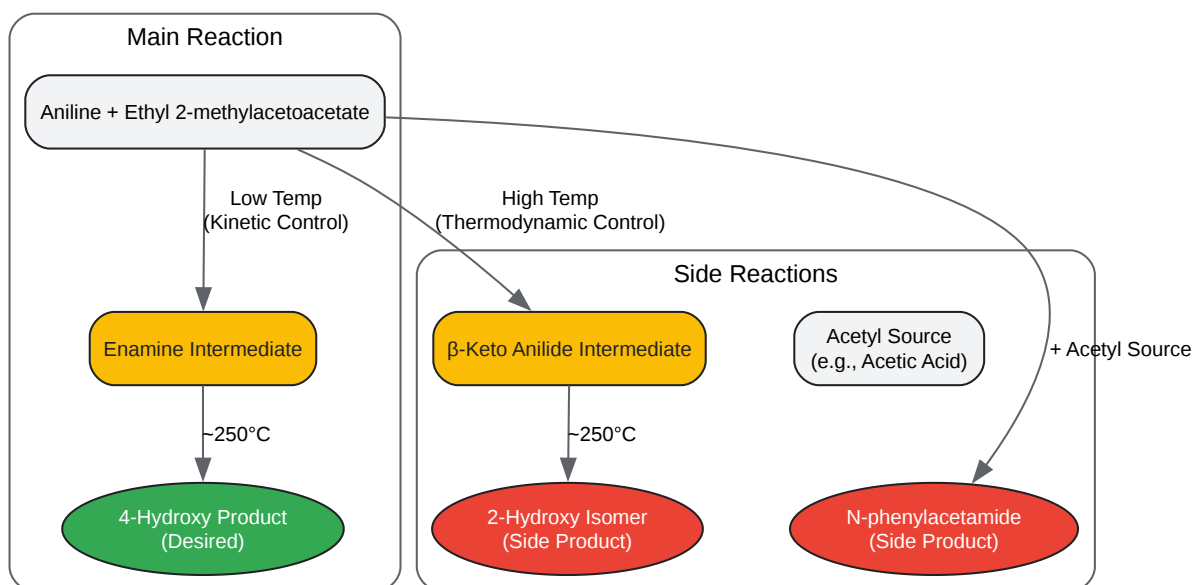 Main Reaction
Aniline + Ethyl 2-methylacetoacetate
Low Temp
(Kinetic Control)
High Temp
(Thermodynamic Control)
Side Reactions
Enamine Intermediate
β-Keto Anilide Intermediate
Acetyl Source
(e.g., Acetic Acid)
+ Acetyl Source
~250°C
~250°C
4-Hydroxy Product
(Desired)
2-Hydroxy Isomer
(Side Product)
N-phenylacetamide
(Side Product)